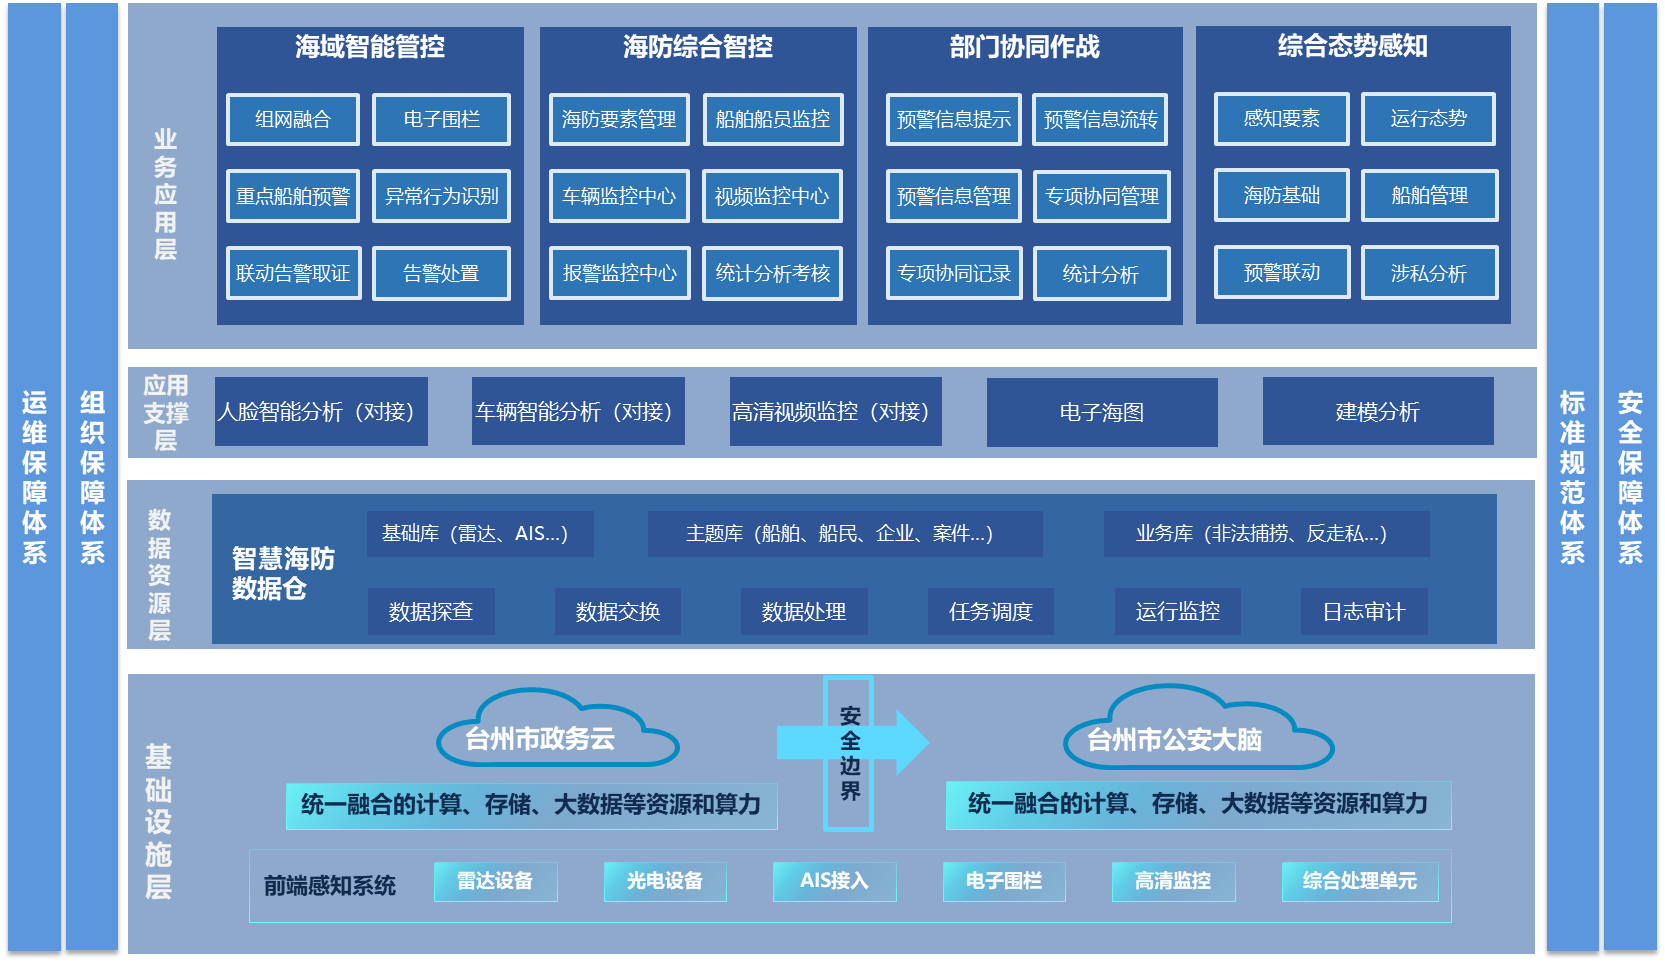 运维保障体系
组织保障体系
业务应用层
海域智能管控
组网融合
电子围栏
重点船舶预警
异常行为识别
联动告警取证
告警处置
海防综合智控
海防要素管理
船舶船员监控
车辆监控中心
视频监控中心
报警监控中心
统计分析考核
部门协同作战
预警信息提示
预警信息流转
预警信息管理
专项协同管理
专项协同记录
统计分析
综合态势感知
感知要素
运行态势
海防基础
船舶管理
预警联动
涉私分析
应用
支撑
层
人脸智能分析（对接）
车辆智能分析（对接）
高清视频监控（对接）
电子海图
建模分析
数据资源层
智慧海防
数据仓
基础库（雷达、AIS...）
主题库（船舶、船民、企业、案件...）
业务库（非法捕捞、反走私...）
数据探查
数据交换
数据处理
任务调度
运行监控
日志审计
基础设施层
台州市政务云
安全边界
台州市公安大脑
统一融合的计算、存储、大数据等资源和算力
统一融合的计算、存储、大数据等资源和算力
前端感知系统
雷达设备
光电设备
AIS接入
电子围栏
高清监控
综合处理单元
标准规范体系
安全保障体系